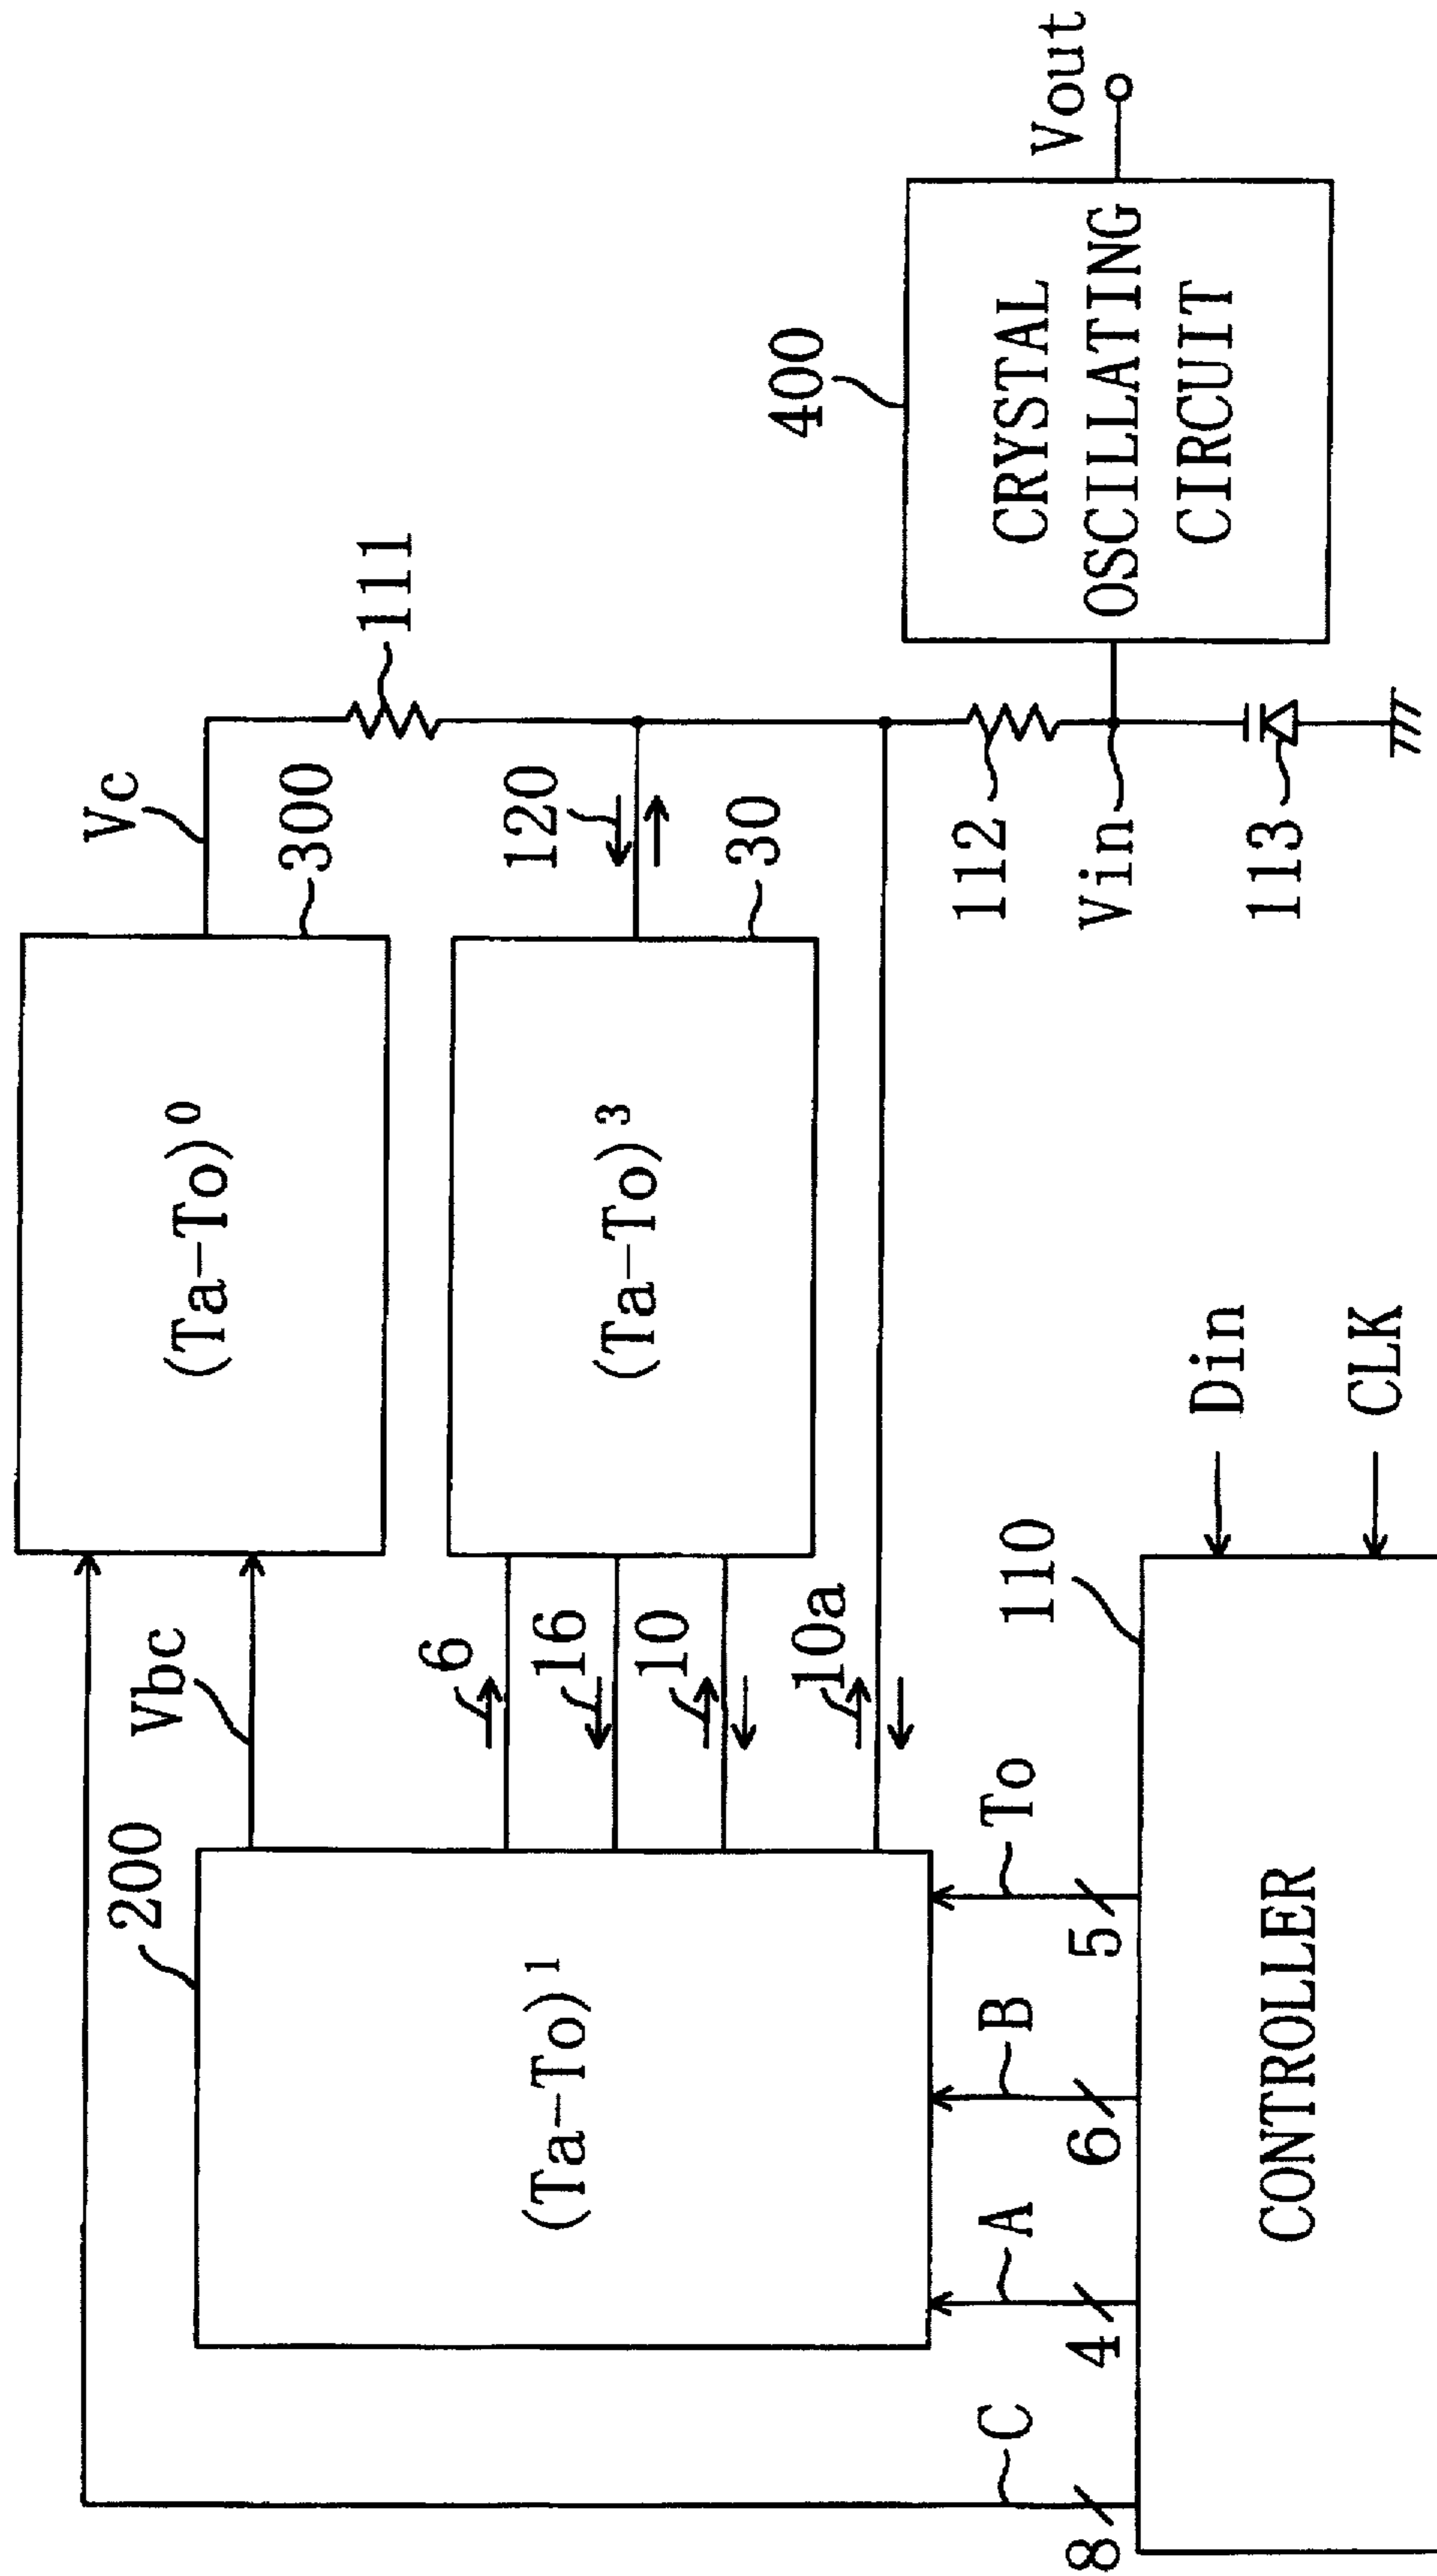 Vc
300
(Ta-To)⁰
111
Vbc
200
(Ta-To)¹
6
16
10
10a
(Ta-To)³
120
30
400
CRYSTAL
OSCILLATING
CIRCUIT
Vout
112
Vin
113
C
A
B
To
8
4
6
5
110
CONTROLLER
Din
CLK